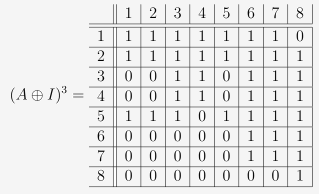 1 2 3 4 5 6 7 8
1 1 1 1 1 1 1 1 0
2 1 1 1 1 1 1 1 1
3 0 0 1 1 0 1 1 1
(A ⊕ I)³ = 4 0 0 1 1 0 1 1 1
5 1 1 1 0 1 1 1 1
6 0 0 0 0 0 1 1 1
7 0 0 0 0 0 1 1 1
8 0 0 0 0 0 0 0 1